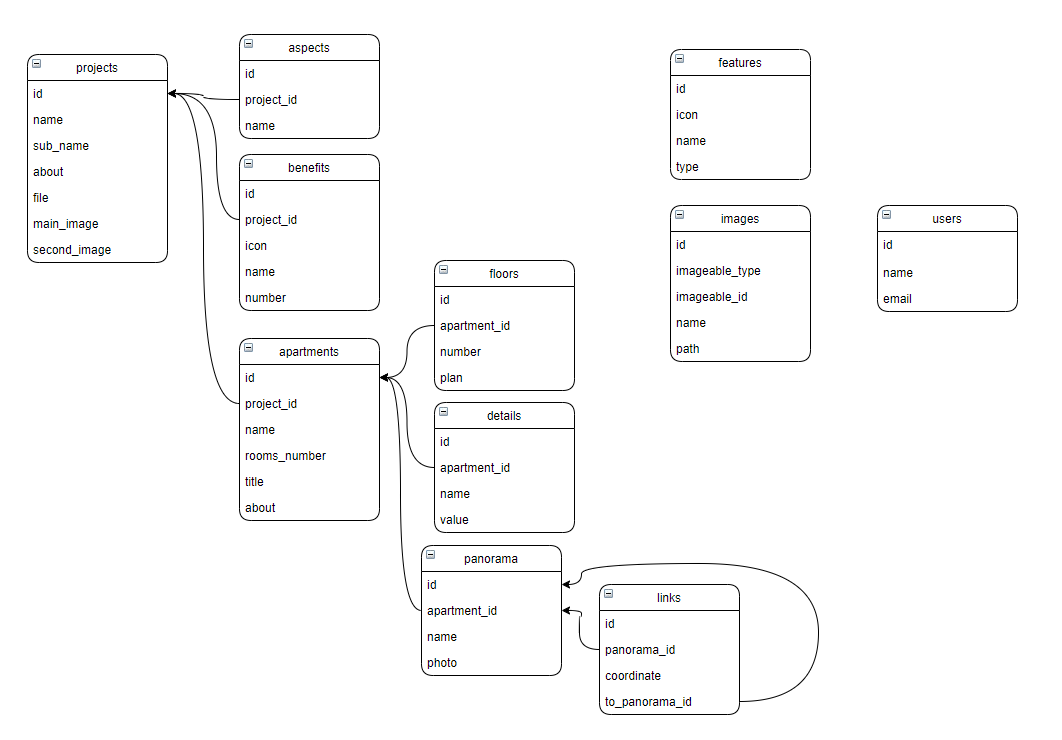 projects
id
name
sub_name
about
file
main_image
second_image
aspects
id
project_id
name
benefits
id
project_id
icon
name
number
apartments
id
project_id
name
rooms_number
title
about
floors
id
apartment_id
number
plan
details
id
apartment_id
name
value
panorama
id
apartment_id
name
photo
links
id
panorama_id
coordinate
to_panorama_id
features
id
icon
name
type
images
id
imageable_type
imageable_id
name
path
users
id
name
email